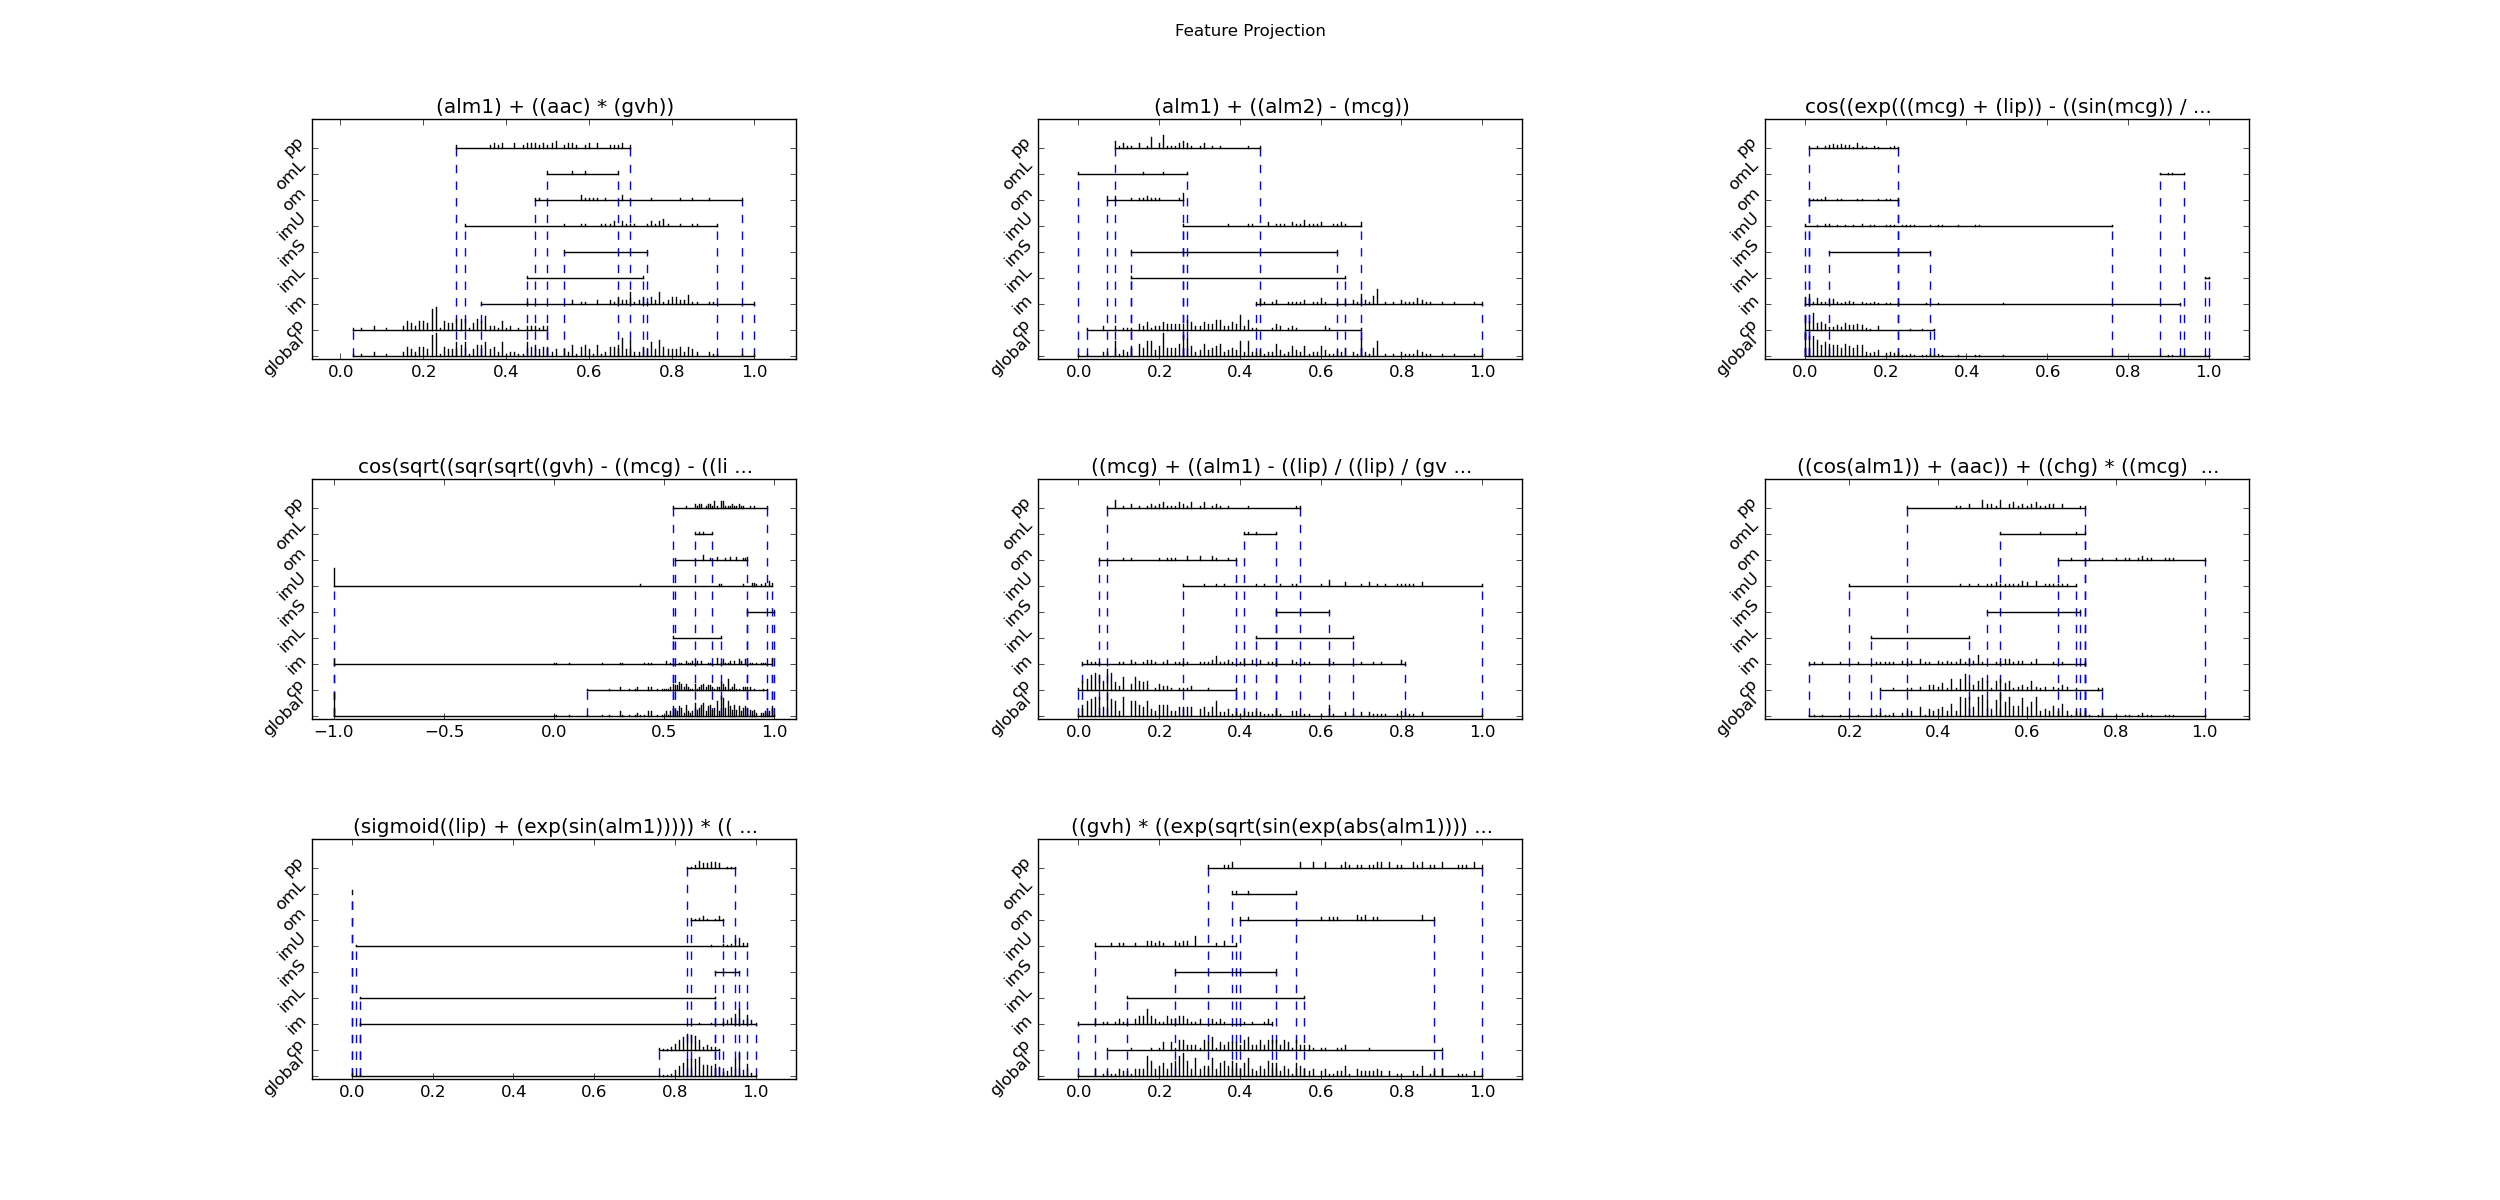 Feature Projection
(alm1) + ((aac) * (gvh))
pp
omL
om
imU
imS
imL
im
cp
global
0.0 0.2 0.4 0.6 0.8 1.0
(alm1) + ((alm2) - (mcg))
pp
omL
om
imU
imS
imL
im
cp
global
0.0 0.2 0.4 0.6 0.8 1.0
cos((exp(((mcg) + (lip)) - ((sin(mcg)) / ...
pp
omL
om
imU
imS
imL
im
cp
global
0.0 0.2 0.4 0.6 0.8 1.0
cos(sqrt((sqr(sqrt((gvh) - ((mcg) - ((li ...
pp
omL
om
imU
imS
imL
im
cp
global
−1.0 −0.5 0.0 0.5 1.0
((mcg) + ((alm1) - ((lip) / ((lip) / (gv ...
pp
omL
om
imU
imS
imL
im
cp
global
0.0 0.2 0.4 0.6 0.8 1.0
((cos(alm1)) + (aac)) + ((chg) * ((mcg) ...
pp
omL
om
imU
imS
imL
im
cp
global
0.2 0.4 0.6 0.8 1.0
(sigmoid((lip) + (exp(sin(alm1))))) * (( ...
pp
omL
om
imU
imS
imL
im
cp
global
0.0 0.2 0.4 0.6 0.8 1.0
((gvh) * ((exp(sqrt(sin(exp(abs(alm1)))) ...
pp
omL
om
imU
imS
imL
im
cp
global
0.0 0.2 0.4 0.6 0.8 1.0